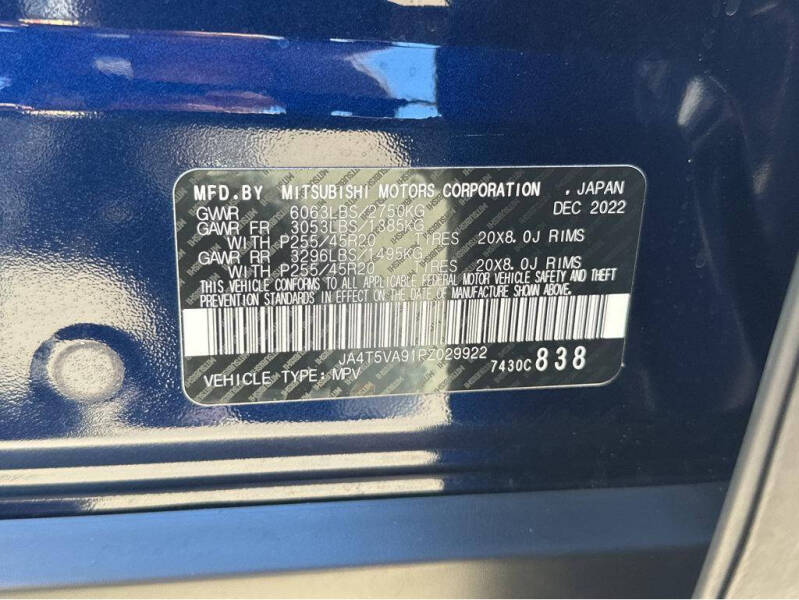 MFD.BY MITSUBISHI MOTORS CORPORATION , JAPAN
GVWR 6063LBS/2750KG DEC 2022
GAWR FR 3053LBS/1385KG
WITH P255/45R20 TIRES 20X8.0J RIMS
GAWR RR 3296LBS/1495KG
WITH P255/45R20 TIRES 20X8.0J RIMS
THIS VEHICLE CONFORMS TO ALL APPLICABLE FEDERAL MOTOR VEHICLE SAFETY AND THEFT
PREVENTION STANDARDS IN EFFECT ON THE DATE OF MANUFACTURE SHOWN ABOVE.
JA4T5VA91PZ029922
VEHICLE TYPE: MPV 7430C 838